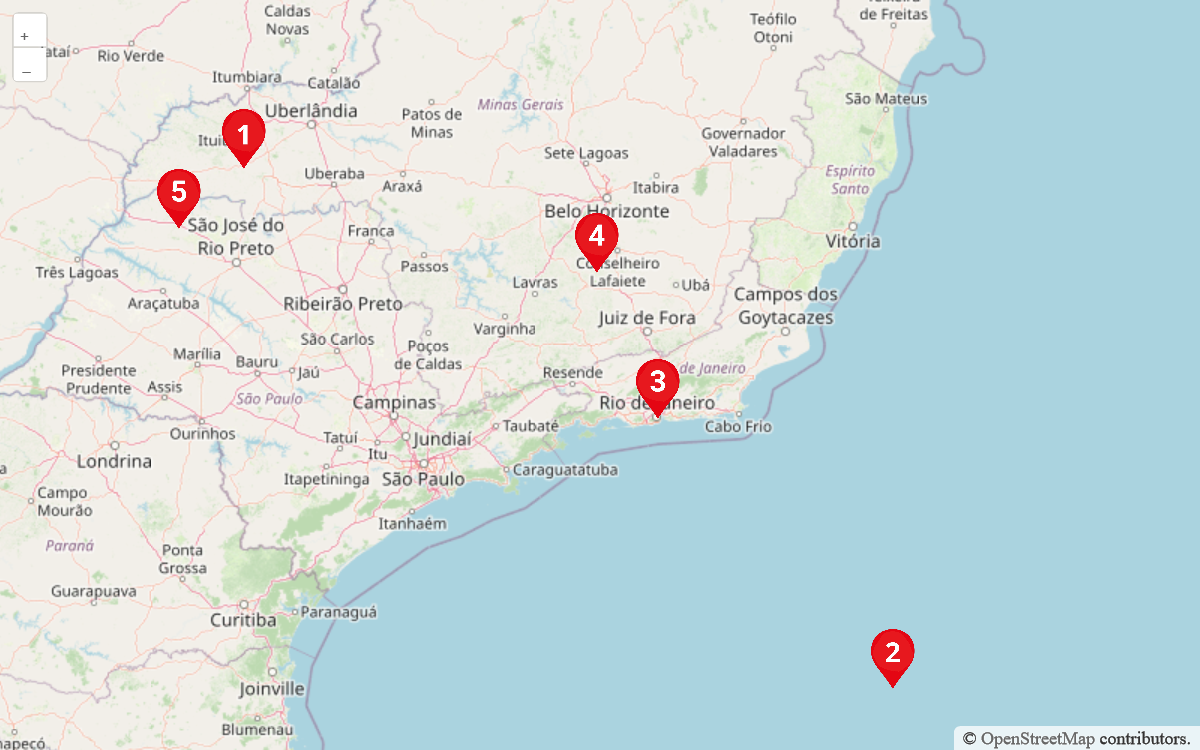 Caldas
Novas
Teófilo
Otoni
de Freitas
+
Rio Verde
–
Itumbiara
Catalão
Uberlândia
Patos de
Minas
Minas Gerais
São Mateus
1
Governador
Valadares
Sete Lagoas
Uberaba
Araxá
Itabira
Espírito
Santo
5
Belo Horizonte
São José do
Rio Preto
Franca
4
Vitória
Conselheiro
Lafaiete
Passos
Três Lagoas
Lavras
Ubá
Araçatuba
Ribeirão Preto
Campos dos
Goytacazes
Juiz de Fora
Varginha
São Carlos
Poços
de Caldas
Marília
Bauru
Jaú
Presidente
Prudente
Assis
Resende
de Janeiro
3
São Paulo
Campinas
Rio de Janeiro
Cabo Frio
Taubaté
Ourinhos
Tatuí
Jundiaí
Itu
Londrina
Caraguatatuba
Itapetininga
São Paulo
Campo
Mourão
Itanhaém
Paraná
Ponta
Grossa
Guarapuava
Curitiba
Paranaguá
2
Joinville
Blumenau
© OpenStreetMap contributors.